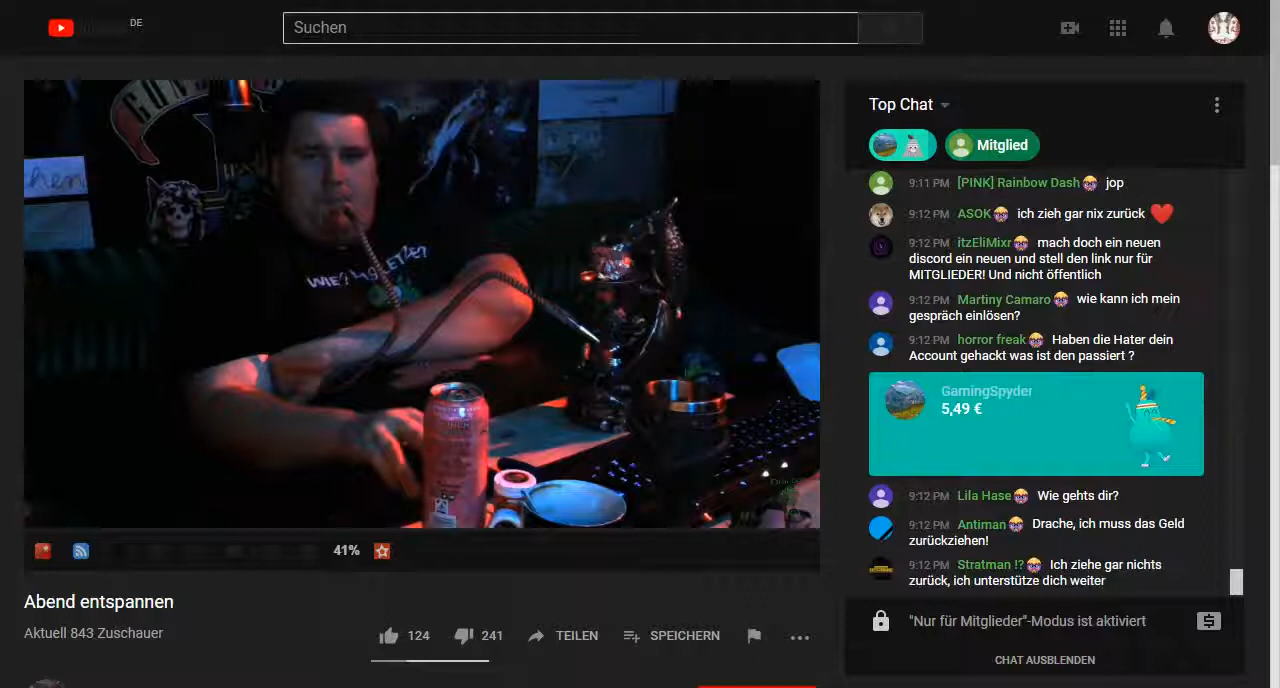 DE
Suchen
GUNS
chen
Top Chat
Mitglied
9:11 PM [PINK] Rainbow Dash jop
9:12 PM ASOK ich zieh gar nix zurück
9:12 PM itzEliMixr mach doch ein neuen
discord ein neuen und stell den link nur für
MITGLIEDER! Und nicht öffentlich
9:12 PM Martiny Camaro wie kann ich mein
gespräch einlösen?
9:12 PM horror freak Haben die Hater dein
Account gehackt was ist den passiert ?
GamingSpyder
5,49 €
9:12 PM Lila Hase Wie gehts dir?
9:12 PM Antiman Drache, ich muss das Geld
zurückziehen!
9:12 PM Stratman !? Ich ziehe gar nichts
zurück, ich unterstütze dich weiter
41%
Abend entspannen
Aktuell 843 Zuschauer
124 241 TEILEN SPEICHERN
"Nur für Mitglieder"-Modus ist aktiviert
CHAT AUSBLENDEN